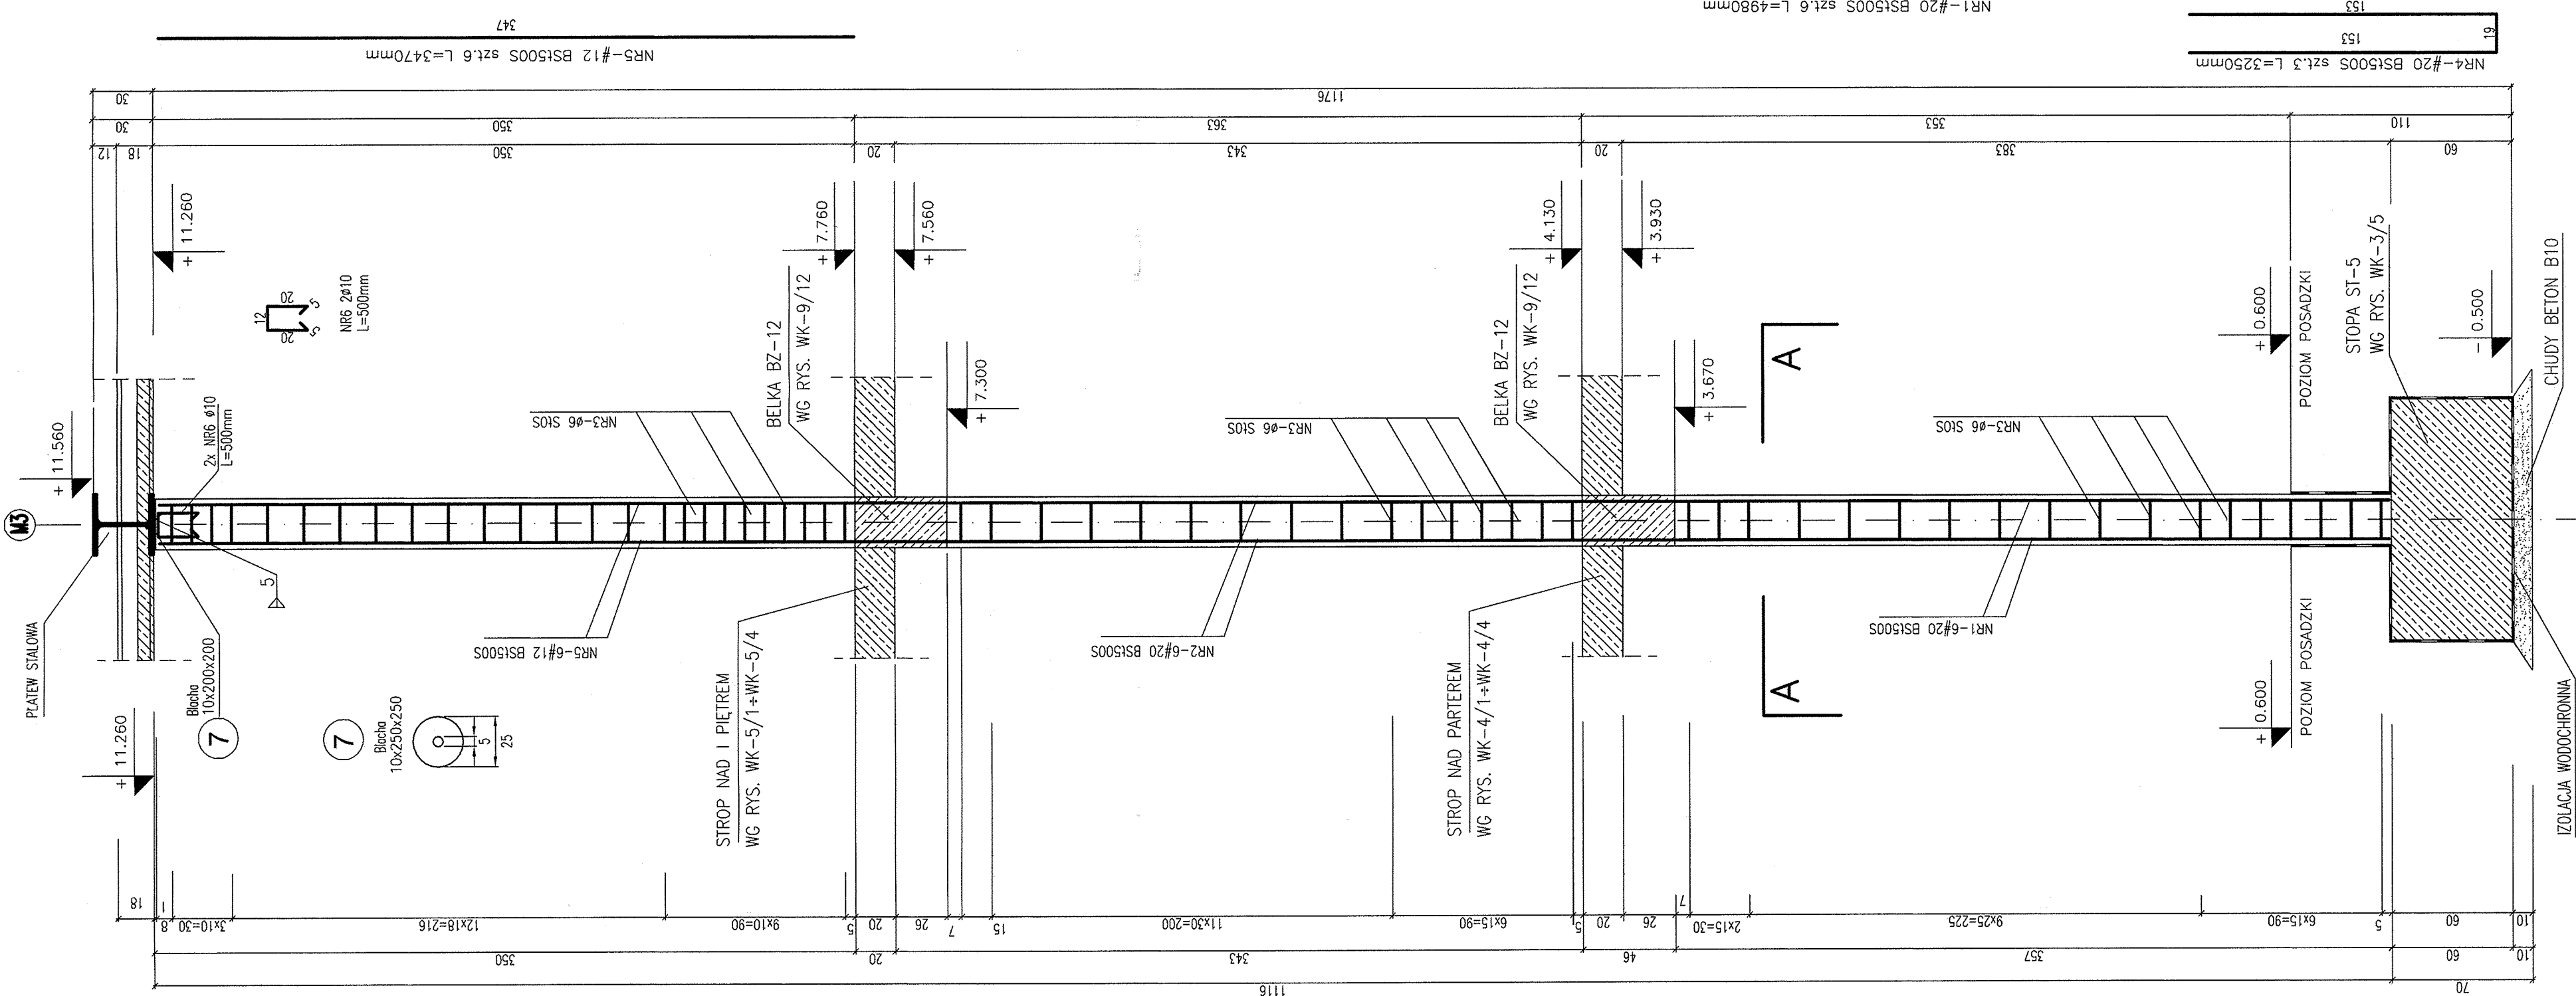 347
NR5-#12 BSt500S szt.6 L=3470mm
NR1-#20 BSt500S szt.6 L=4980mm
153
153
19
NR4-#20 BSt500S szt.3 L=3250mm
30
1176
30
350
363
353
110
12
18
350
20
343
20
383
60
+ 11.560
+ 11.260
+ 7.760
+ 7.560
+ 4.130
+ 3.930
+ 0.600
- 0.500
M3
12
20
20
5
5
NR6 2ø10
L=500mm
2x NR6 ø10
L=500mm
NR3-ø6 St0S
BELKA BZ-12
WG RYS. WK-9/12
+ 7.300
NR3-ø6 St0S
BELKA BZ-12
WG RYS. WK-9/12
+ 3.670
A
NR3-ø6 St0S
POZIOM POSADZKI
STOPA ST-5
WG RYS. WK-3/5
CHUDY BETON B10
PŁATEW STALOWA
5
Blacha
10x200x200
7
+ 11.260
7
Blacha
10x250x250
5
25
NR5-6#12 BSt500S
STROP NAD I PIĘTREM
WG RYS. WK-5/1÷WK-5/4
NR2-6#20 BSt500S
STROP NAD PARTEREM
WG RYS. WK-4/1÷WK-4/4
A
NR1-6#20 BSt500S
+ 0.600
POZIOM POSADZKI
IZOLACJA WODOCHRONNA
18
1
8
3x10=30
12x18=216
9x10=90
5
20
26
7
15
11x30=200
6x15=90
5
20
26
7
2x15=30
9x25=225
6x15=90
5
60
10
350
20
343
46
357
60
10
1116
70